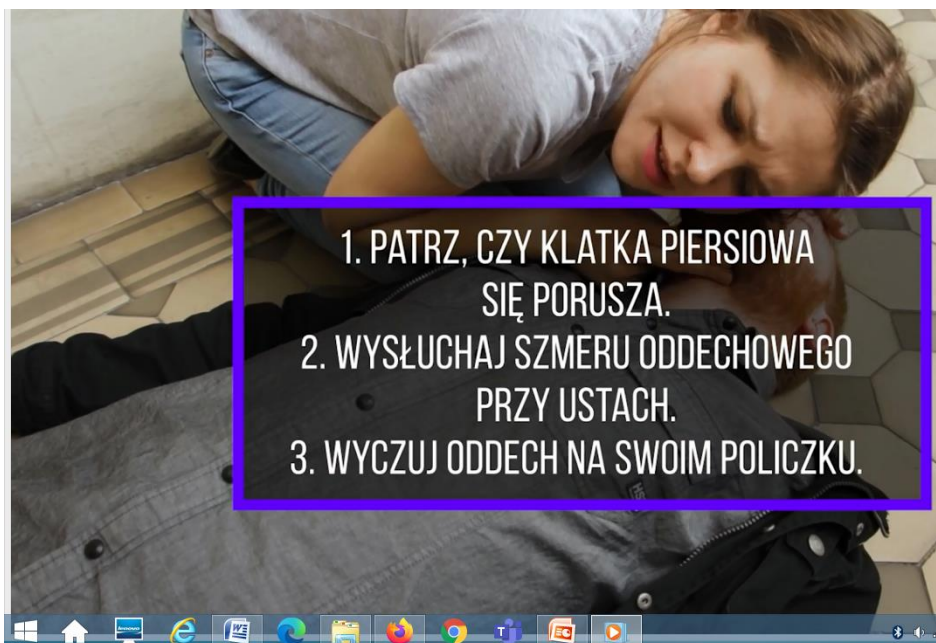 1. PATRZ, CZY KLATKA PIERSIOWA
SIĘ PORUSZA.
2. WYSŁUCHAJ SZMERU ODDECHOWEGO
PRZY USTACH.
3. WYCZUJ ODDECH NA SWOIM POLICZKU.